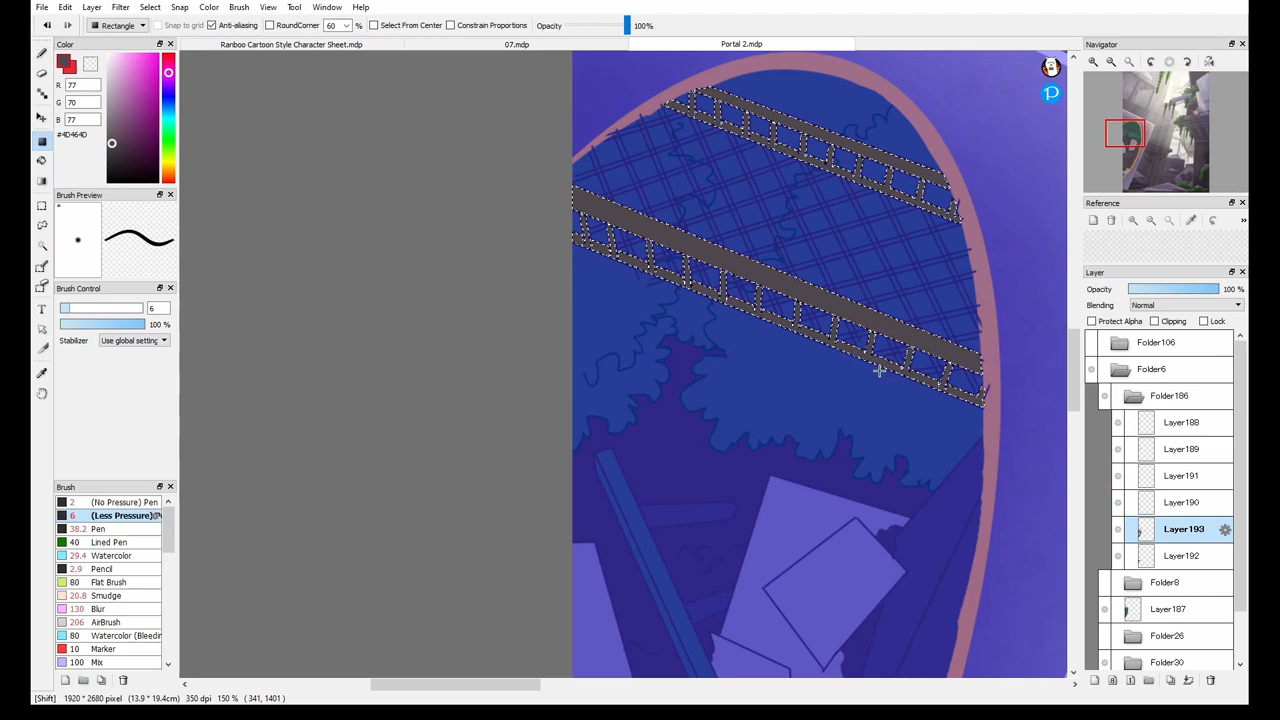 File Edit Layer Filter Select Snap Color Brush View Tool Window Help
Rectangle Snap to grid Anti-aliasing RoundCorner 60 Select From Center Constrain Proportions Opacity 100%
Ranboo Cartoon Style Character Sheet.mdp 07.mdp Portal 2.mdp
Color
R 77
G 70
B 77
#4D464D
Brush Preview
Brush Control
6
100 %
Stabilizer Use global setting
Brush
2 (No Pressure) Pen
6 (Less Pressure)
38.2 Pen
40 Lined Pen
29.4 Watercolor
2.9 Pencil
80 Flat Brush
20.8 Smudge
130 Blur
206 AirBrush
80 Watercolor (Bleedin
10 Marker
100 Mix
Navigator
Reference
Layer
Opacity 100 %
Blending Normal
Protect Alpha Clipping Lock
Folder106
Folder6
Folder186
Layer188
Layer189
Layer191
Layer190
Layer193
Layer192
Folder8
Layer187
Folder26
Folder30
[Shift] 1920 * 2680 pixel (13.9 * 19.4cm) 350 dpi 150 % ( 341, 1401 )